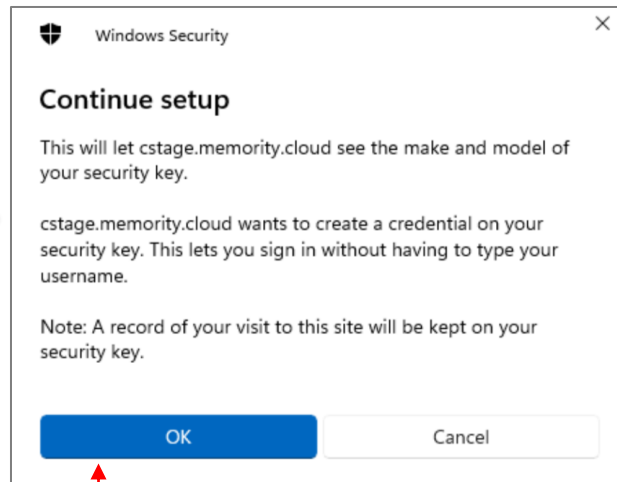 Windows Security
Continue setup
This will let cstage.memority.cloud see the make and model of
your security key.
cstage.memority.cloud wants to create a credential on your
security key. This lets you sign in without having to type your
username.
Note: A record of your visit to this site will be kept on your
security key.
OK
Cancel